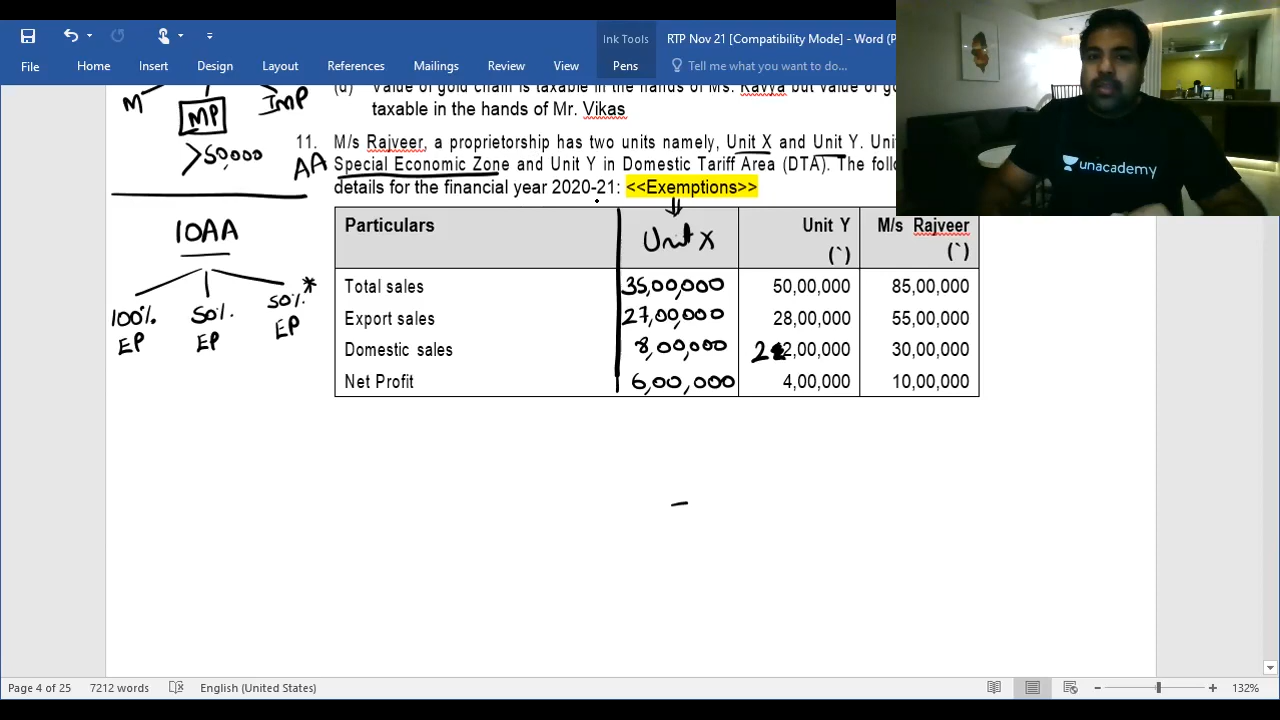 Ink Tools
RTP Nov 21 [Compatibility Mode] - Word (P
File Home Insert Design Layout References Mailings Review View Pens Tell me what you want to do...
M MP IMP
>50,000
AA
10AA
100% EP 50% EP 50%* EP
taxable in the hands of Mr. Vikas
11. M/s Rajveer, a proprietorship has two units namely, Unit X and Unit Y. Uni
Special Economic Zone and Unit Y in Domestic Tariff Area (DTA). The follo
details for the financial year 2020-21: <<Exemptions>>
Particulars Unit X Unit Y (`) M/s Rajveer (`)
Total sales 35,00,000 50,00,000 85,00,000
Export sales 27,00,000 28,00,000 55,00,000
Domestic sales 8,00,000 22,00,000 30,00,000
Net Profit 6,00,000 4,00,000 10,00,000
unacademy
Page 4 of 25 7212 words English (United States) 132%